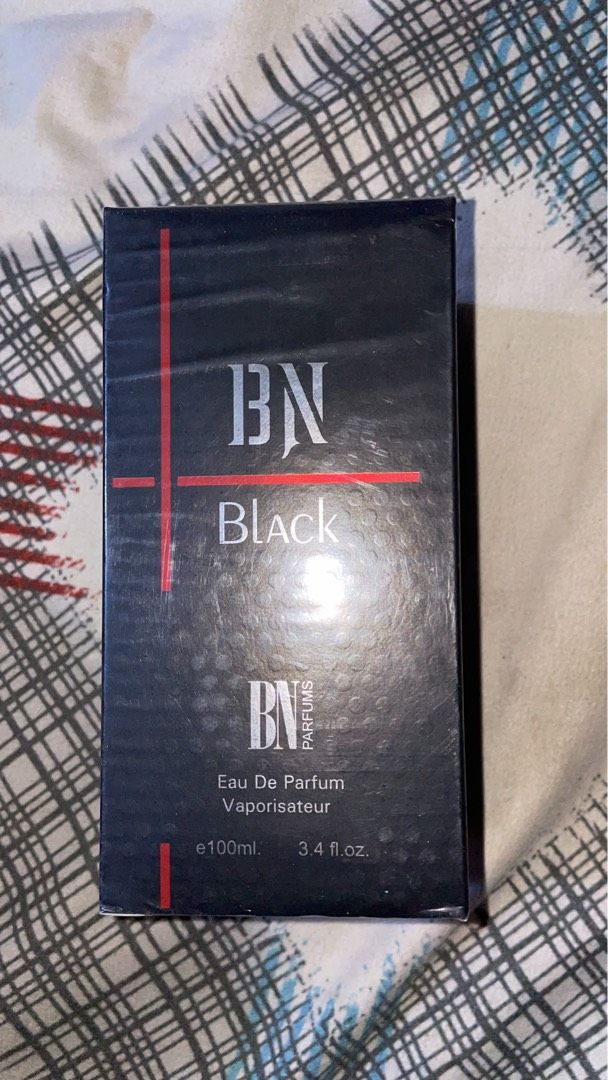 BN
Black
BN PARFUMS
Eau De Parfum
Vaporisateur
e100ml. 3.4 fl.oz.